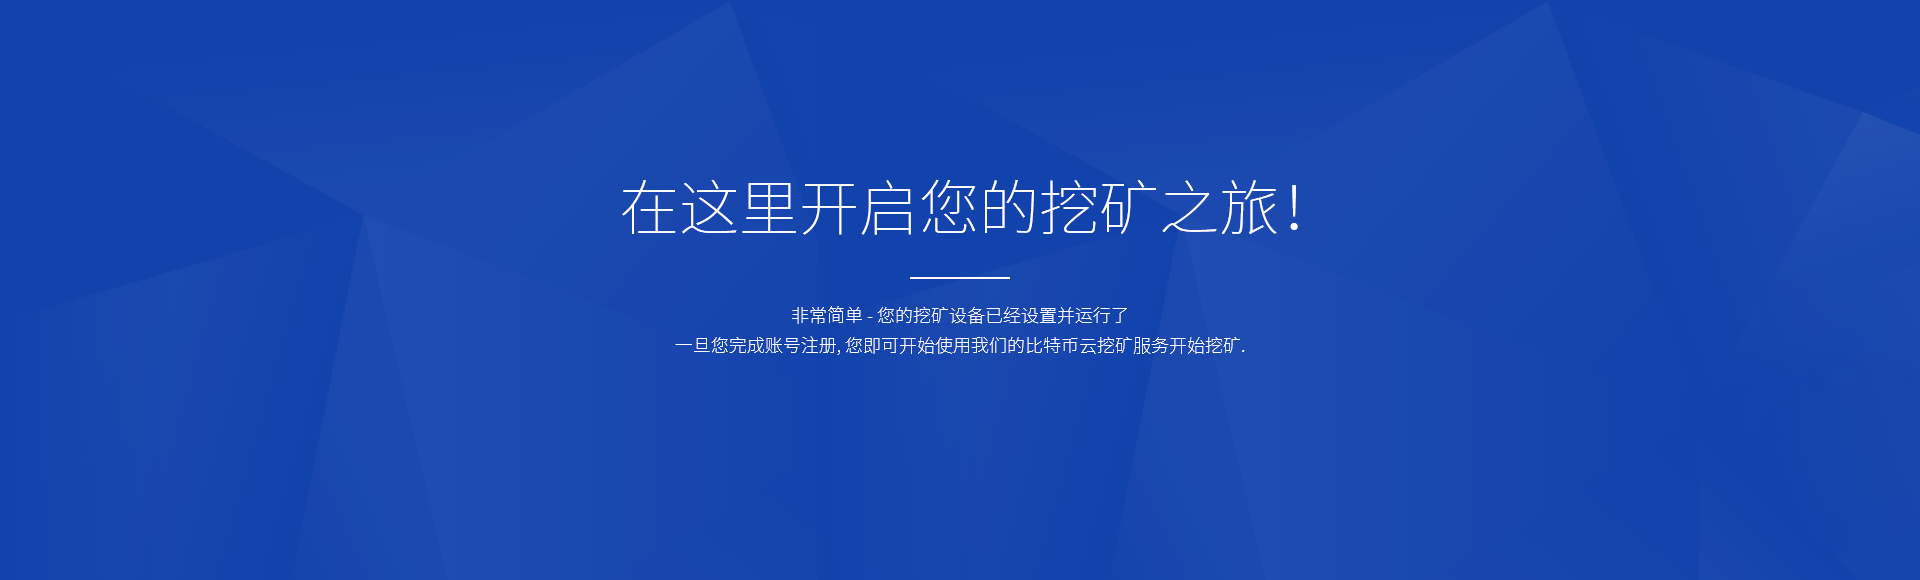 在这里开启您的挖矿之旅!
非常简单 - 您的挖矿设备已经设置并运行了
一旦您完成账号注册, 您即可开始使用我们的比特币云挖矿服务开始挖矿.